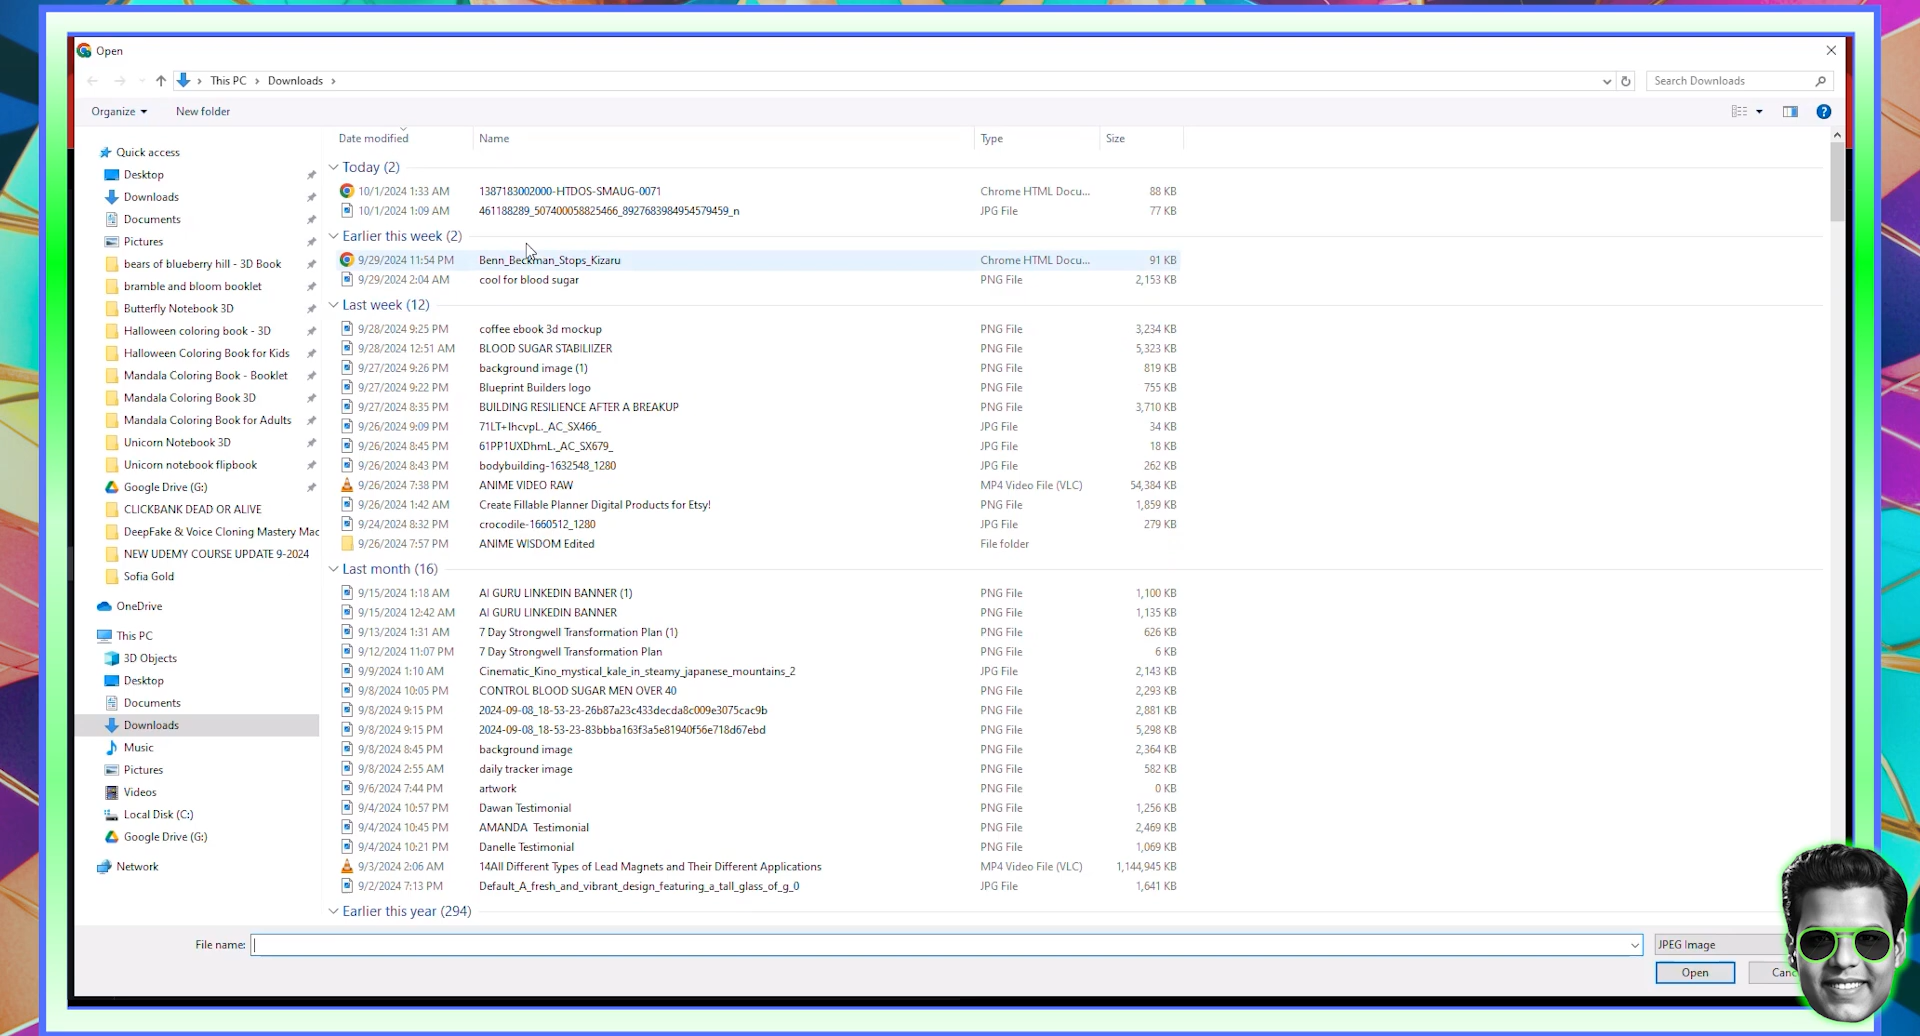 Open
This PC > Downloads >
Search Downloads
Organize
New folder
Date modified
Name
Type
Size
Quick access
Desktop
Downloads
Documents
Pictures
bears of blueberry hill - 3D Book
bramble and bloom booklet
Butterfly Notebook 3D
Halloween coloring book - 3D
Halloween Coloring Book for Kids
Mandala Coloring Book - Booklet
Mandala Coloring Book 3D
Mandala Coloring Book for Adults
Unicorn Notebook 3D
Unicorn notebook flipbook
Google Drive (G:)
CLICKBANK DEAD OR ALIVE
DeepFake & Voice Cloning Mastery Mac
NEW UDEMY COURSE UPDATE 9-2024
Sofia Gold
OneDrive
This PC
3D Objects
Desktop
Documents
Downloads
Music
Pictures
Videos
Local Disk (C:)
Google Drive (G:)
Network
Today (2)
10/1/2024 1:33 AM 1387183002000-HTDOS-SMAUG-0071 Chrome HTML Docu... 88 KB
10/1/2024 1:09 AM 461188289_507400058825466_8927683984954579459_n JPG File 77 KB
Earlier this week (2)
9/29/2024 11:54 PM Benn_Beckman_Stops_Kizaru Chrome HTML Docu... 91 KB
9/29/2024 2:04 AM cool for blood sugar PNG File 2,153 KB
Last week (12)
9/28/2024 9:25 PM coffee ebook 3d mockup PNG File 3,234 KB
9/28/2024 12:51 AM BLOOD SUGAR STABILIIZER PNG File 5,323 KB
9/27/2024 9:26 PM background image (1) PNG File 819 KB
9/27/2024 9:22 PM Blueprint Builders logo PNG File 755 KB
9/27/2024 8:35 PM BUILDING RESILIENCE AFTER A BREAKUP PNG File 3,710 KB
9/26/2024 9:09 PM 71LT+IhcvpL._AC_SX466_ JPG File 34 KB
9/26/2024 8:45 PM 61PP1UXDhmL._AC_SX679_ JPG File 18 KB
9/26/2024 8:43 PM bodybuilding-1632548_1280 JPG File 262 KB
9/26/2024 7:38 PM ANIME VIDEO RAW MP4 Video File (VLC) 54,384 KB
9/26/2024 1:42 AM Create Fillable Planner Digital Products for Etsy! PNG File 1,859 KB
9/24/2024 8:32 PM crocodile-1660512_1280 JPG File 279 KB
9/26/2024 7:57 PM ANIME WISDOM Edited File folder
Last month (16)
9/15/2024 1:18 AM AI GURU LINKEDIN BANNER (1) PNG File 1,100 KB
9/15/2024 12:42 AM AI GURU LINKEDIN BANNER PNG File 1,135 KB
9/13/2024 1:31 AM 7 Day Strongwell Transformation Plan (1) PNG File 626 KB
9/12/2024 11:07 PM 7 Day Strongwell Transformation Plan PNG File 6 KB
9/9/2024 1:10 AM Cinematic_Kino_mystical_kale_in_steamy_japanese_mountains_2 JPG File 2,143 KB
9/8/2024 10:05 PM CONTROL BLOOD SUGAR MEN OVER 40 PNG File 2,293 KB
9/8/2024 9:15 PM 2024-09-08_18-53-23-26b87a23c433decda8c009e3075cac9b PNG File 2,881 KB
9/8/2024 9:15 PM 2024-09-08_18-53-23-83bbba163f3a5e81940f56e718d67ebd PNG File 5,298 KB
9/8/2024 8:45 PM background image PNG File 2,364 KB
9/8/2024 2:55 AM daily tracker image PNG File 582 KB
9/6/2024 7:44 PM artwork PNG File 0 KB
9/4/2024 10:57 PM Dawan Testimonial PNG File 1,256 KB
9/4/2024 10:45 PM AMANDA Testimonial PNG File 2,469 KB
9/4/2024 10:21 PM Danelle Testimonial PNG File 1,069 KB
9/3/2024 2:06 AM 14All Different Types of Lead Magnets and Their Different Applications MP4 Video File (VLC) 1,144,945 KB
9/2/2024 7:13 PM Default_A_fresh_and_vibrant_design_featuring_a_tall_glass_of_g_0 JPG File 1,641 KB
Earlier this year (294)
File name:
JPEG Image
Open
Canc